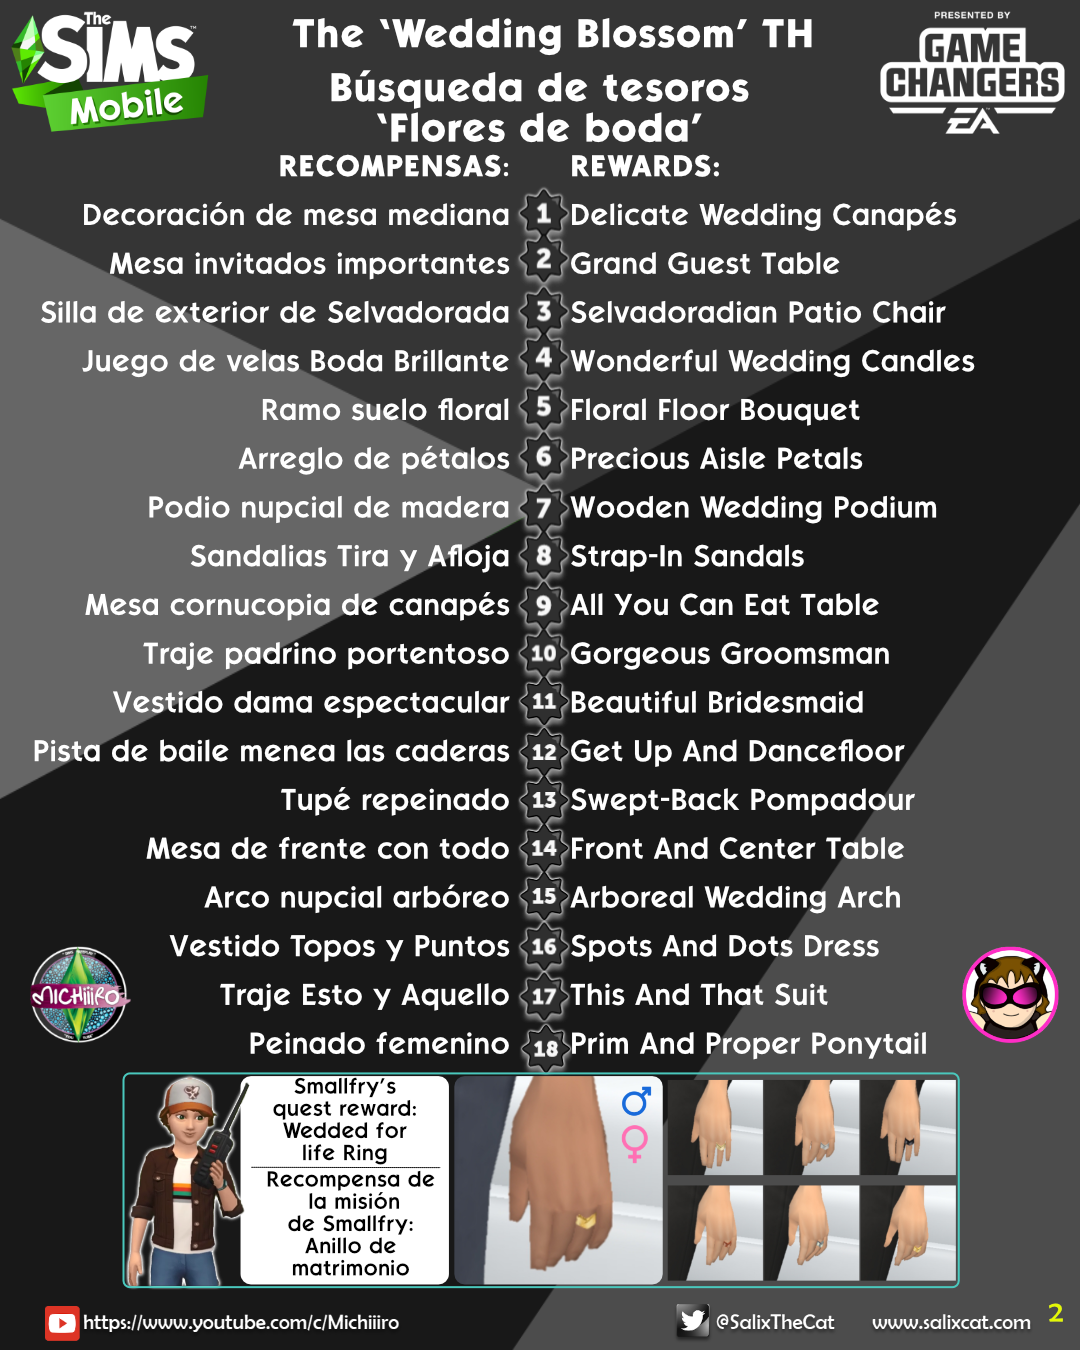 The SiMS
Mobile
The ‘Wedding Blossom’ TH
Búsqueda de tesoros
‘Flores de boda’
PRESENTED BY
GAME
CHANGERS
EA
RECOMPENSAS: REWARDS:
Decoración de mesa mediana 1 Delicate Wedding Canapés
Mesa invitados importantes 2 Grand Guest Table
Silla de exterior de Selvadorada 3 Selvadoradian Patio Chair
Juego de velas Boda Brillante 4 Wonderful Wedding Candles
Ramo suelo floral 5 Floral Floor Bouquet
Arreglo de pétalos 6 Precious Aisle Petals
Podio nupcial de madera 7 Wooden Wedding Podium
Sandalias Tira y Afloja 8 Strap-In Sandals
Mesa cornucopia de canapés 9 All You Can Eat Table
Traje padrino portentoso 10 Gorgeous Groomsman
Vestido dama espectacular 11 Beautiful Bridesmaid
Pista de baile menea las caderas 12 Get Up And Dancefloor
Tupé repeinado 13 Swept-Back Pompadour
Mesa de frente con todo 14 Front And Center Table
Arco nupcial arbóreo 15 Arboreal Wedding Arch
Vestido Topos y Puntos 16 Spots And Dots Dress
Traje Esto y Aquello 17 This And That Suit
Peinado femenino 18 Prim And Proper Ponytail
MICHiiiRO
Smallfry’s
quest reward:
Wedded for
life Ring
Recompensa de
la misión
de Smallfry:
Anillo de
matrimonio
https://www.youtube.com/c/Michiiiro
@SalixTheCat
www.salixcat.com
2